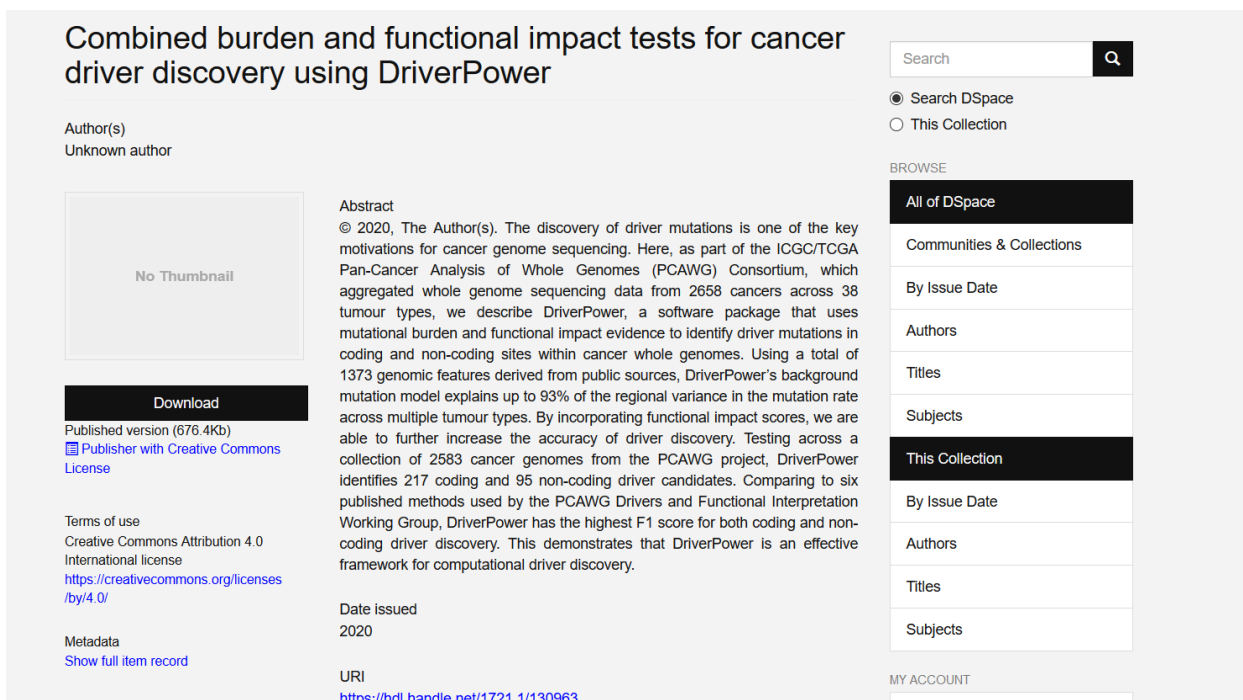 Combined burden and functional impact tests for cancer
driver discovery using DriverPower
Author(s)
Unknown author
No Thumbnail
Download
Published version (676.4Kb)
Publisher with Creative Commons
License
Terms of use
Creative Commons Attribution 4.0
International license
https://creativecommons.org/licenses
/by/4.0/
Metadata
Show full item record
Abstract
© 2020, The Author(s). The discovery of driver mutations is one of the key
motivations for cancer genome sequencing. Here, as part of the ICGC/TCGA
Pan-Cancer Analysis of Whole Genomes (PCAWG) Consortium, which
aggregated whole genome sequencing data from 2658 cancers across 38
tumour types, we describe DriverPower, a software package that uses
mutational burden and functional impact evidence to identify driver mutations in
coding and non-coding sites within cancer whole genomes. Using a total of
1373 genomic features derived from public sources, DriverPower's background
mutation model explains up to 93% of the regional variance in the mutation rate
across multiple tumour types. By incorporating functional impact scores, we are
able to further increase the accuracy of driver discovery. Testing across a
collection of 2583 cancer genomes from the PCAWG project, DriverPower
identifies 217 coding and 95 non-coding driver candidates. Comparing to six
published methods used by the PCAWG Drivers and Functional Interpretation
Working Group, DriverPower has the highest F1 score for both coding and non-
coding driver discovery. This demonstrates that DriverPower is an effective
framework for computational driver discovery.
Date issued
2020
URI
https://hdl.handle.net/1721.1/130963
Search
Search DSpace
This Collection
BROWSE
All of DSpace
Communities & Collections
By Issue Date
Authors
Titles
Subjects
This Collection
By Issue Date
Authors
Titles
Subjects
MY ACCOUNT